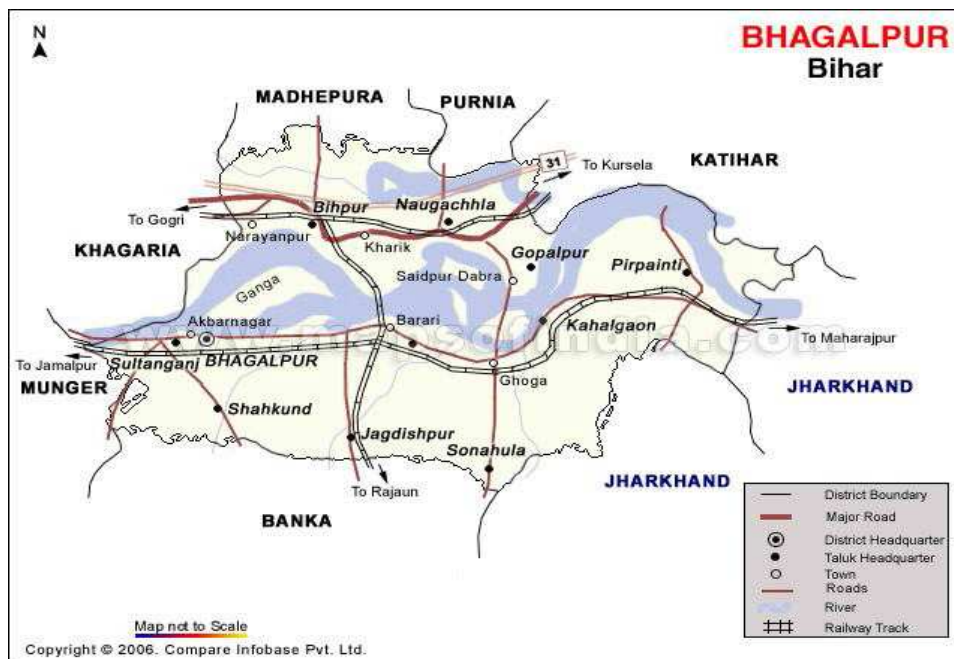 N
BHAGALPUR
Bihar
MADHEPURA
PURNIA
31
To Kursela
KATIHAR
To Gogri
Bihpur
Naugachhla
KHAGARIA
Narayanpur
Kharik
Gopalpur
Saidpur Dabra
Pirpainti
Ganga
Akbarnagar
Barari
Kahalgaon
www.mapsofindia.com
To Maharajpur
To Jamalpur
Sultanganj
BHAGALPUR
Ghoga
MUNGER
JHARKHAND
Shahkund
Jagdishpur
Sonahula
To Rajaun
JHARKHAND
BANKA
District Boundary
Major Road
District Headquarter
Taluk Headquarter
Town
Roads
River
Railway Track
Map not to Scale
Copyright © 2006. Compare Infobase Pvt. Ltd.